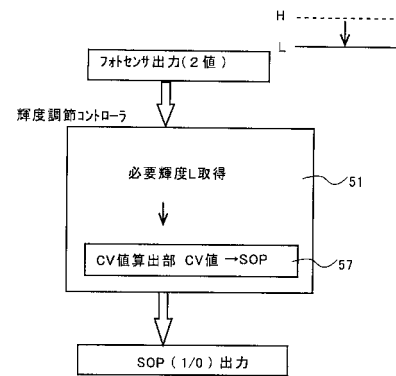 H
L
フォトセンサ出力(2値)
輝度調節コントローラ
必要輝度L取得
51
CV値算出部 CV値 →SOP
57
SOP(1/0)出力